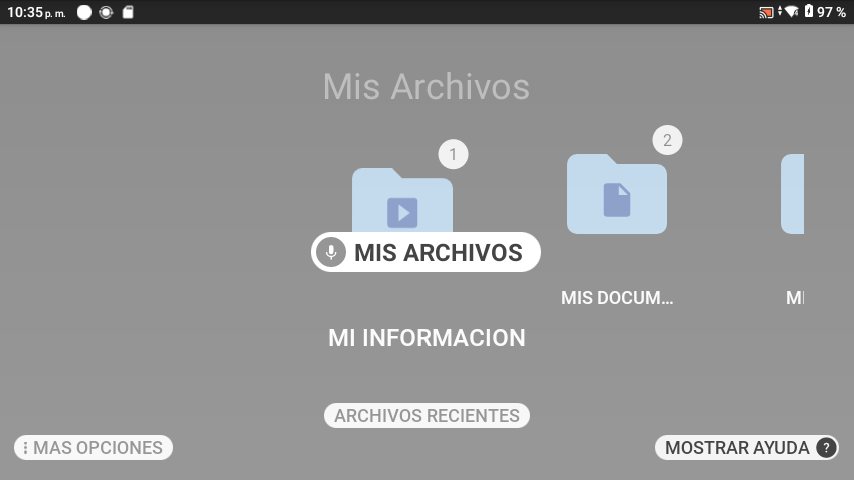 10:35 p. m.
97 %
Mis Archivos
1
2
MIS ARCHIVOS
MIS DOCUM...
MI
MI INFORMACION
ARCHIVOS RECIENTES
MAS OPCIONES
MOSTRAR AYUDA ?